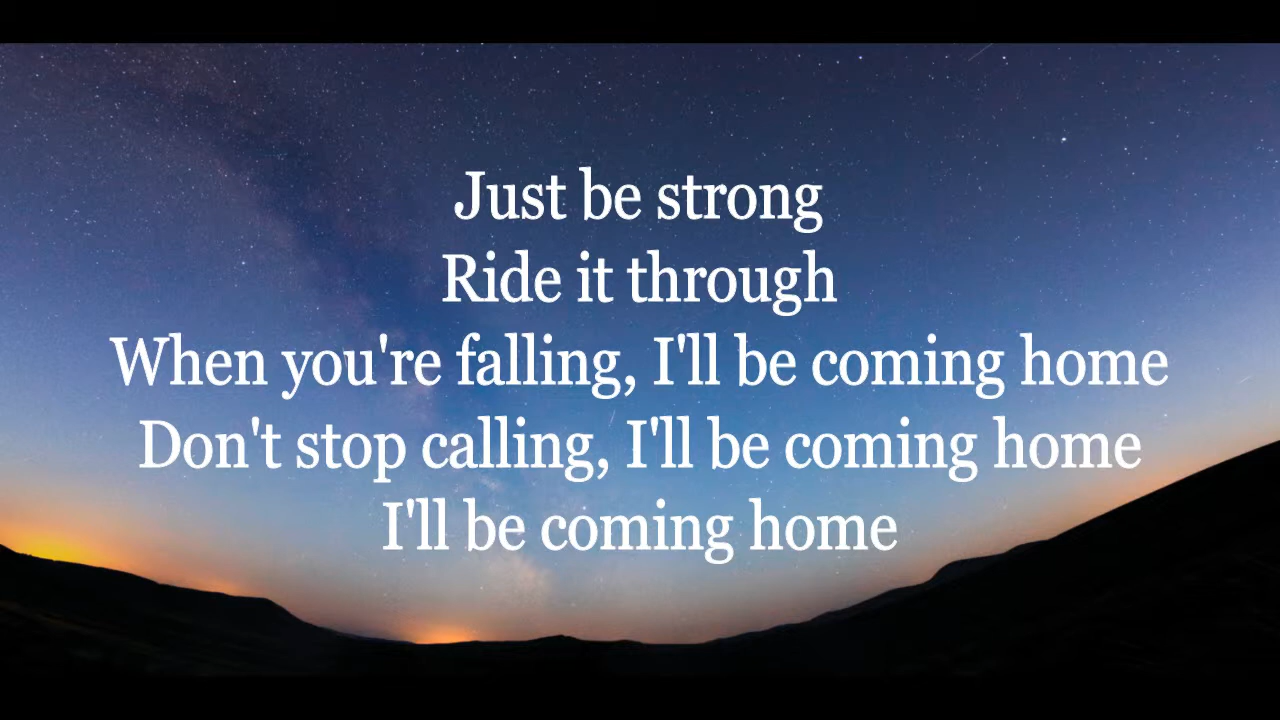 Just be strong
Ride it through
When you're falling, I'll be coming home
Don't stop calling, I'll be coming home
I'll be coming home